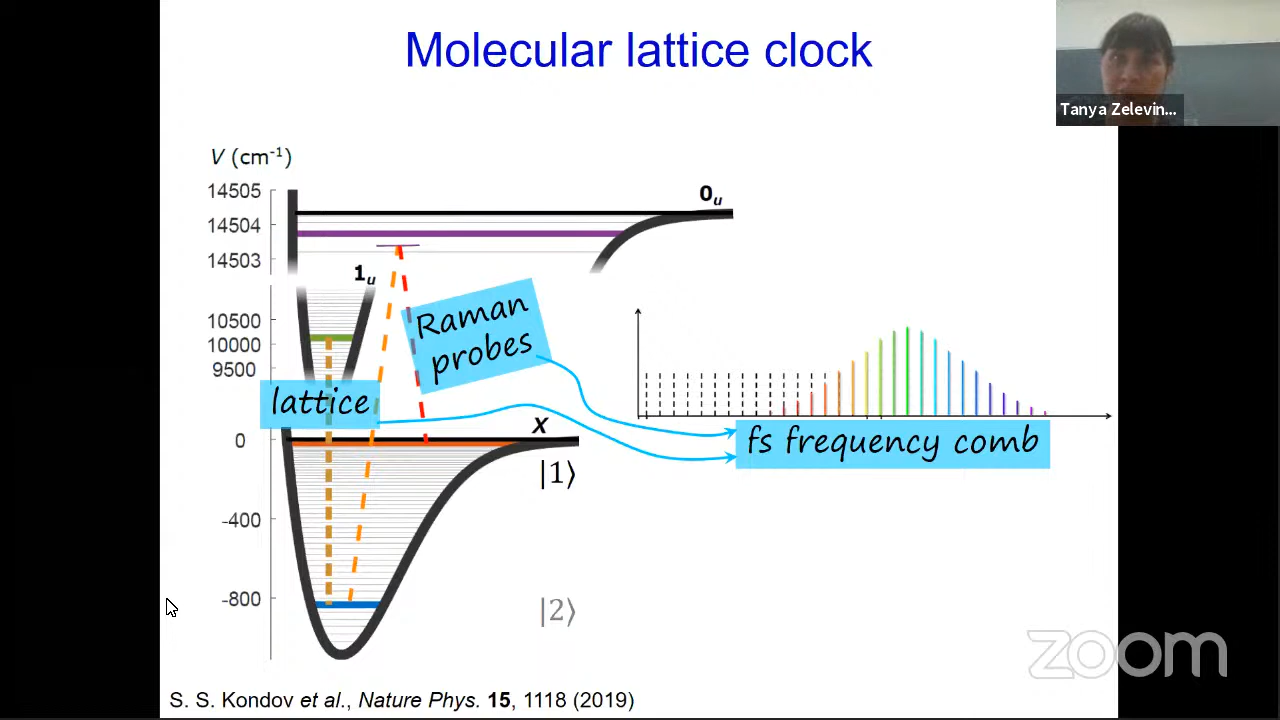 Molecular lattice clock
Tanya Zelevin...
V (cm⁻¹)
14505
14504
14503
0ᵤ
1ᵤ
10500
10000
9500
Raman
probes
lattice
fs frequency comb
0
X
|1⟩
-400
-800
|2⟩
zoom
S. S. Kondov et al., Nature Phys. 15, 1118 (2019)